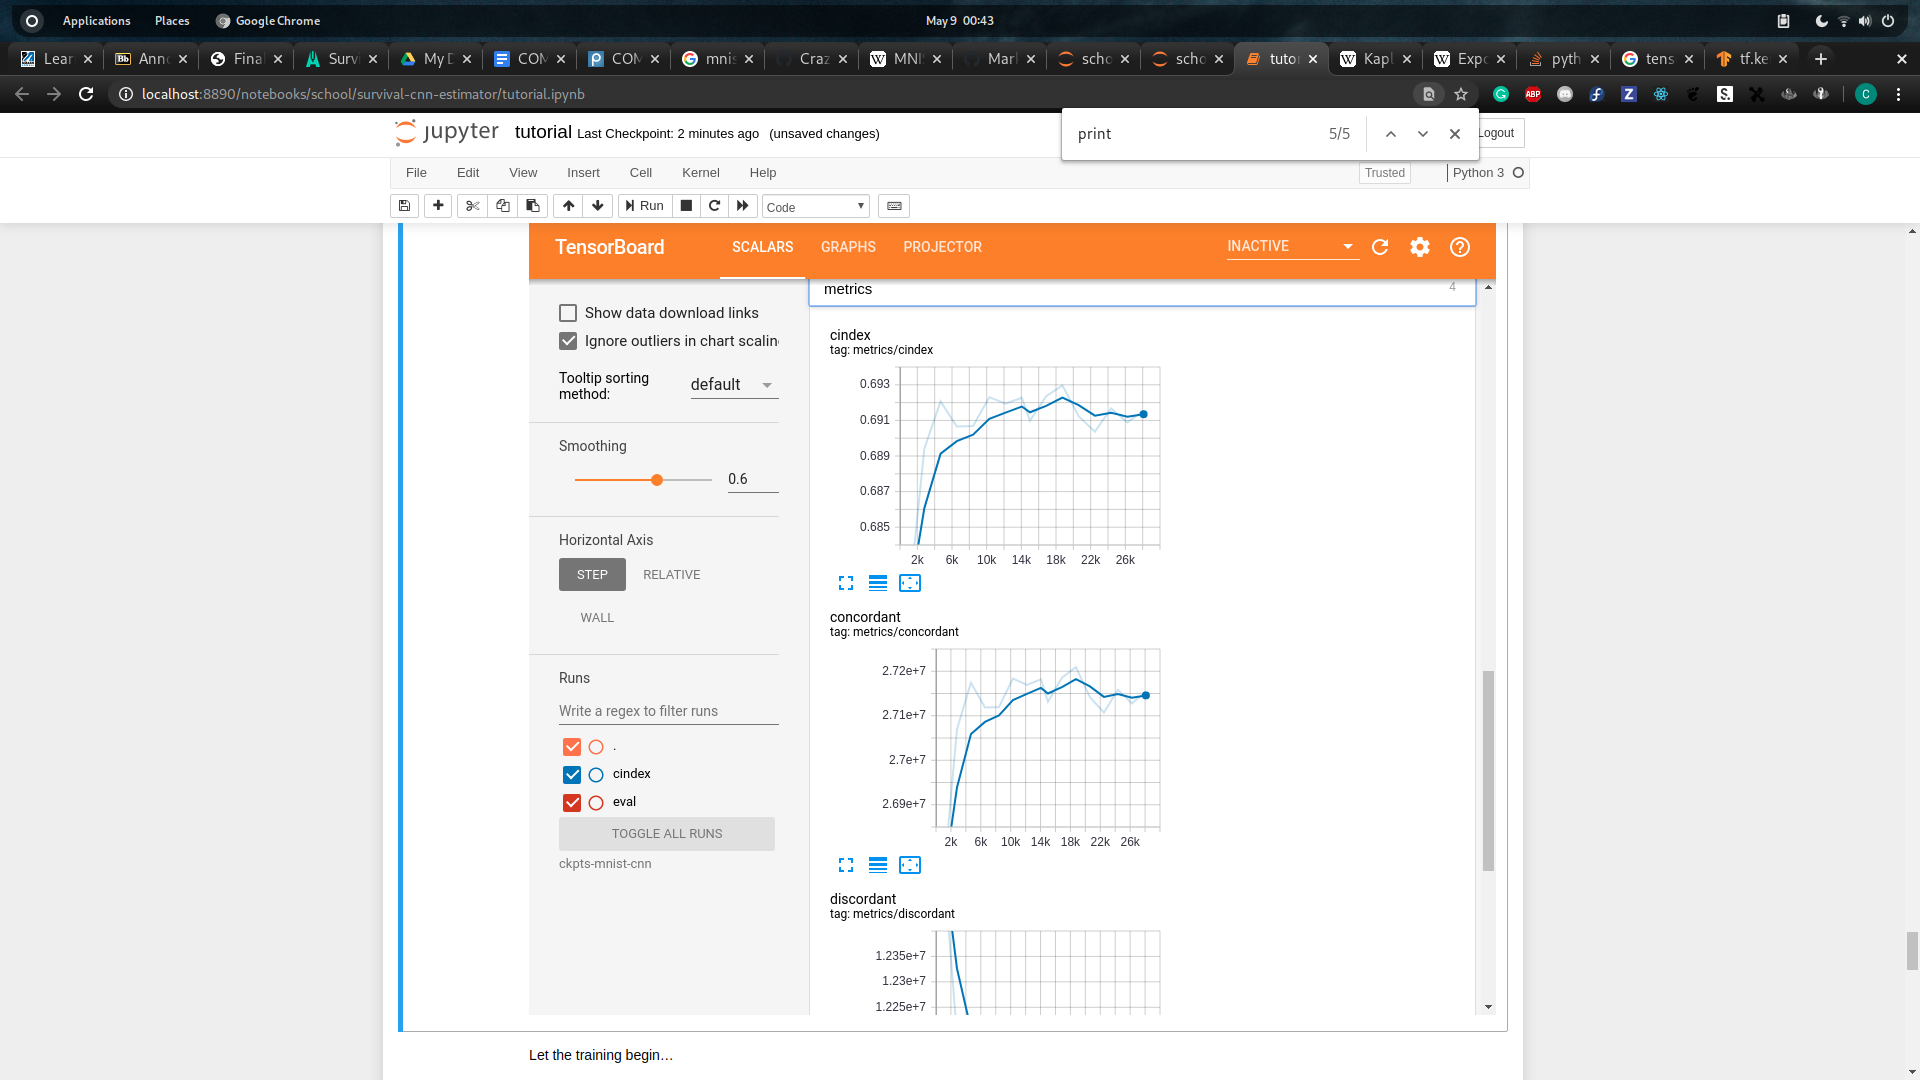 Applications Places Google Chrome May 9 00:43
Lear Anno Final Survi My D COM COM mnis Craz MNI Mark scho scho tutor Kapl Expo pyth tens tf.ke
localhost:8890/notebooks/school/survival-cnn-estimator/tutorial.ipynb
print 5/5
jupyter tutorial Last Checkpoint: 2 minutes ago (unsaved changes) Logout
File Edit View Insert Cell Kernel Help Trusted Python 3
Run Code
TensorBoard SCALARS GRAPHS PROJECTOR INACTIVE
metrics 4
Show data download links
Ignore outliers in chart scalin
Tooltip sorting
method:
default
Smoothing
0.6
Horizontal Axis
STEP RELATIVE
WALL
Runs
Write a regex to filter runs
.
cindex
eval
TOGGLE ALL RUNS
ckpts-mnist-cnn
cindex
tag: metrics/cindex
0.693
0.691
0.689
0.687
0.685
2k 6k 10k 14k 18k 22k 26k
concordant
tag: metrics/concordant
2.72e+7
2.71e+7
2.7e+7
2.69e+7
2k 6k 10k 14k 18k 22k 26k
discordant
tag: metrics/discordant
1.235e+7
1.23e+7
1.225e+7
Let the training begin…